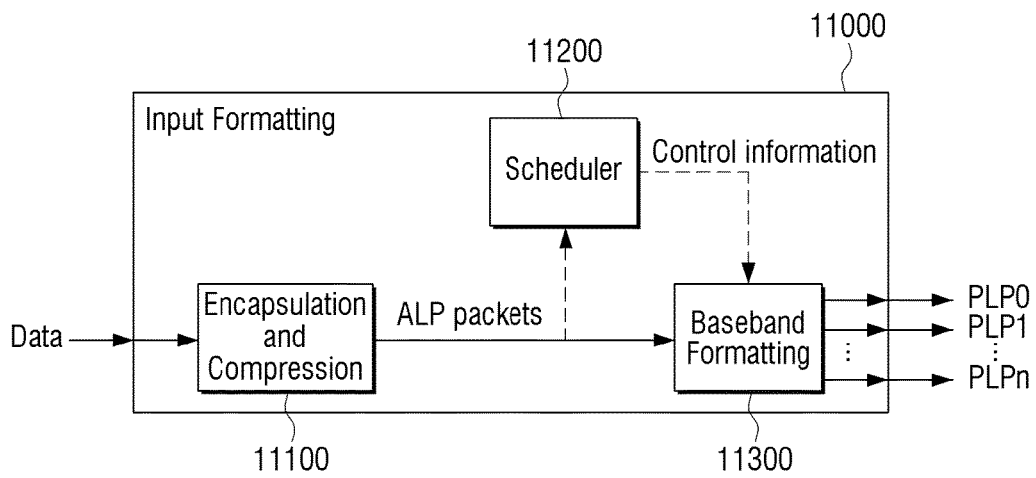 11000
11200
Input Formatting
Scheduler
Control information
Encapsulation
and
Compression
ALP packets
Baseband
Formatting
Data
PLP0
PLP1
PLPn
11100
11300